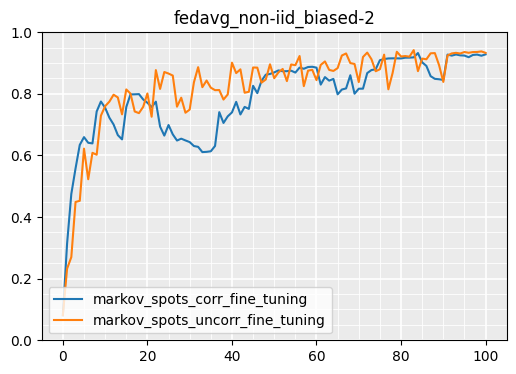 fedavg_non-iid_biased-2
1.0
0.8
0.6
0.4
0.2
0.0
markov_spots_corr_fine_tuning
markov_spots_uncorr_fine_tuning
0 20 40 60 80 100